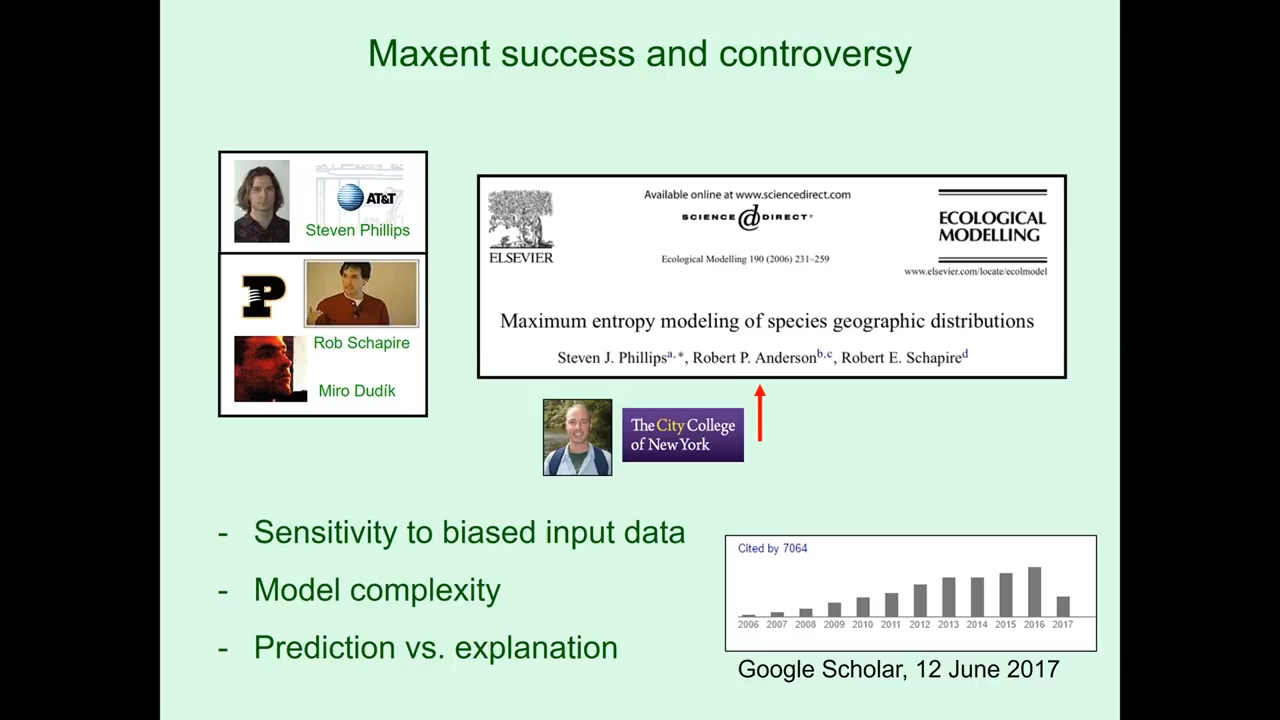 Maxent success and controversy
AT&T
Steven Phillips
P
Rob Schapire
Miro Dudík
ELSEVIER
Available online at www.sciencedirect.com
SCIENCE @ DIRECT®
Ecological Modelling 190 (2006) 231–259
ECOLOGICAL
MODELLING
www.elsevier.com/locate/ecolmodel
Maximum entropy modeling of species geographic distributions
Steven J. Phillipsa,*, Robert P. Andersonb,c, Robert E. Schapired
The City College
of New York
- Sensitivity to biased input data
- Model complexity
- Prediction vs. explanation
Cited by 7064
2006 2007 2008 2009 2010 2011 2012 2013 2014 2015 2016 2017
Google Scholar, 12 June 2017